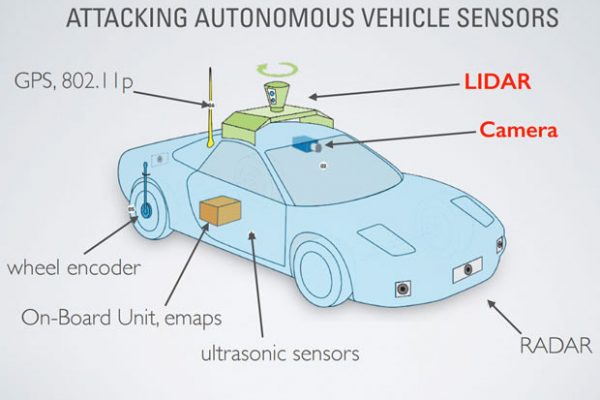 ATTACKING AUTONOMOUS VEHICLE SENSORS
GPS, 802.11p
LIDAR
Camera
wheel encoder
On-Board Unit, emaps
ultrasonic sensors
RADAR